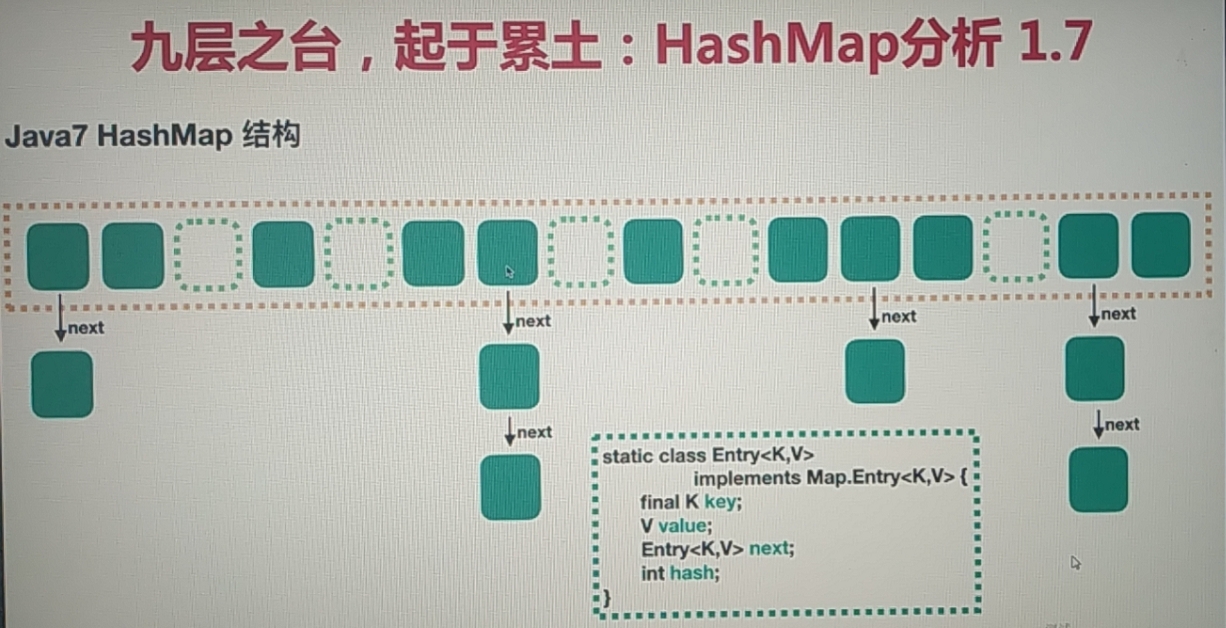 九层之台，起于累土：HashMap分析 1.7
Java7 HashMap 结构
next
next
next
next
next
next
static class Entry<K,V>
implements Map.Entry<K,V> {
final K key;
V value;
Entry<K,V> next;
int hash;
}